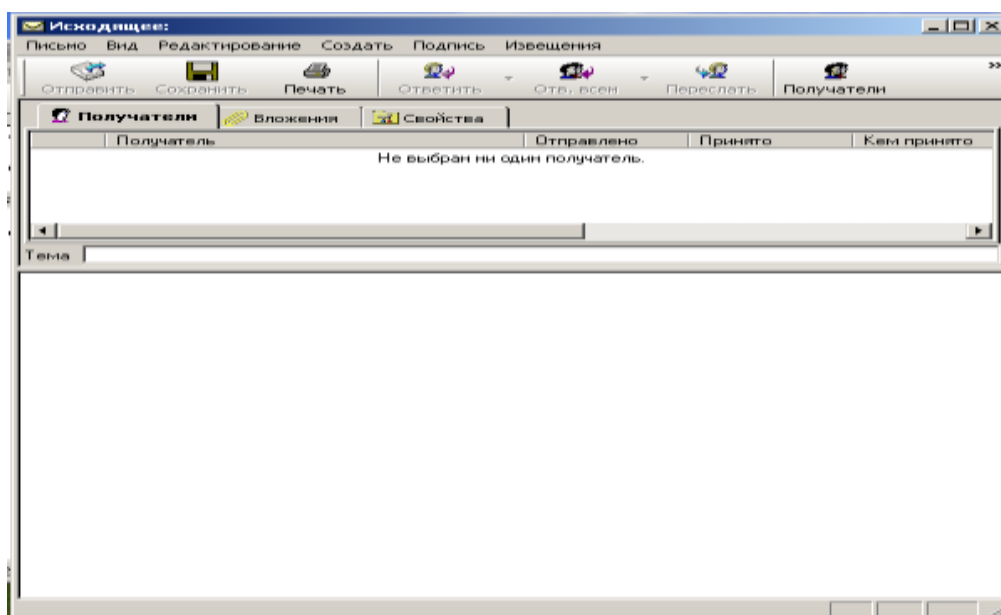 Исходящее:
Письмо Вид Редактирование Создать Подпись Извещения
Отправить Сохранить Печать Ответить Отв. всем Переслать Получатели »
Получатели Вложения Свойства
Получатель Отправлено Принято Кем принято
Не выбран ни один получатель.
Тема